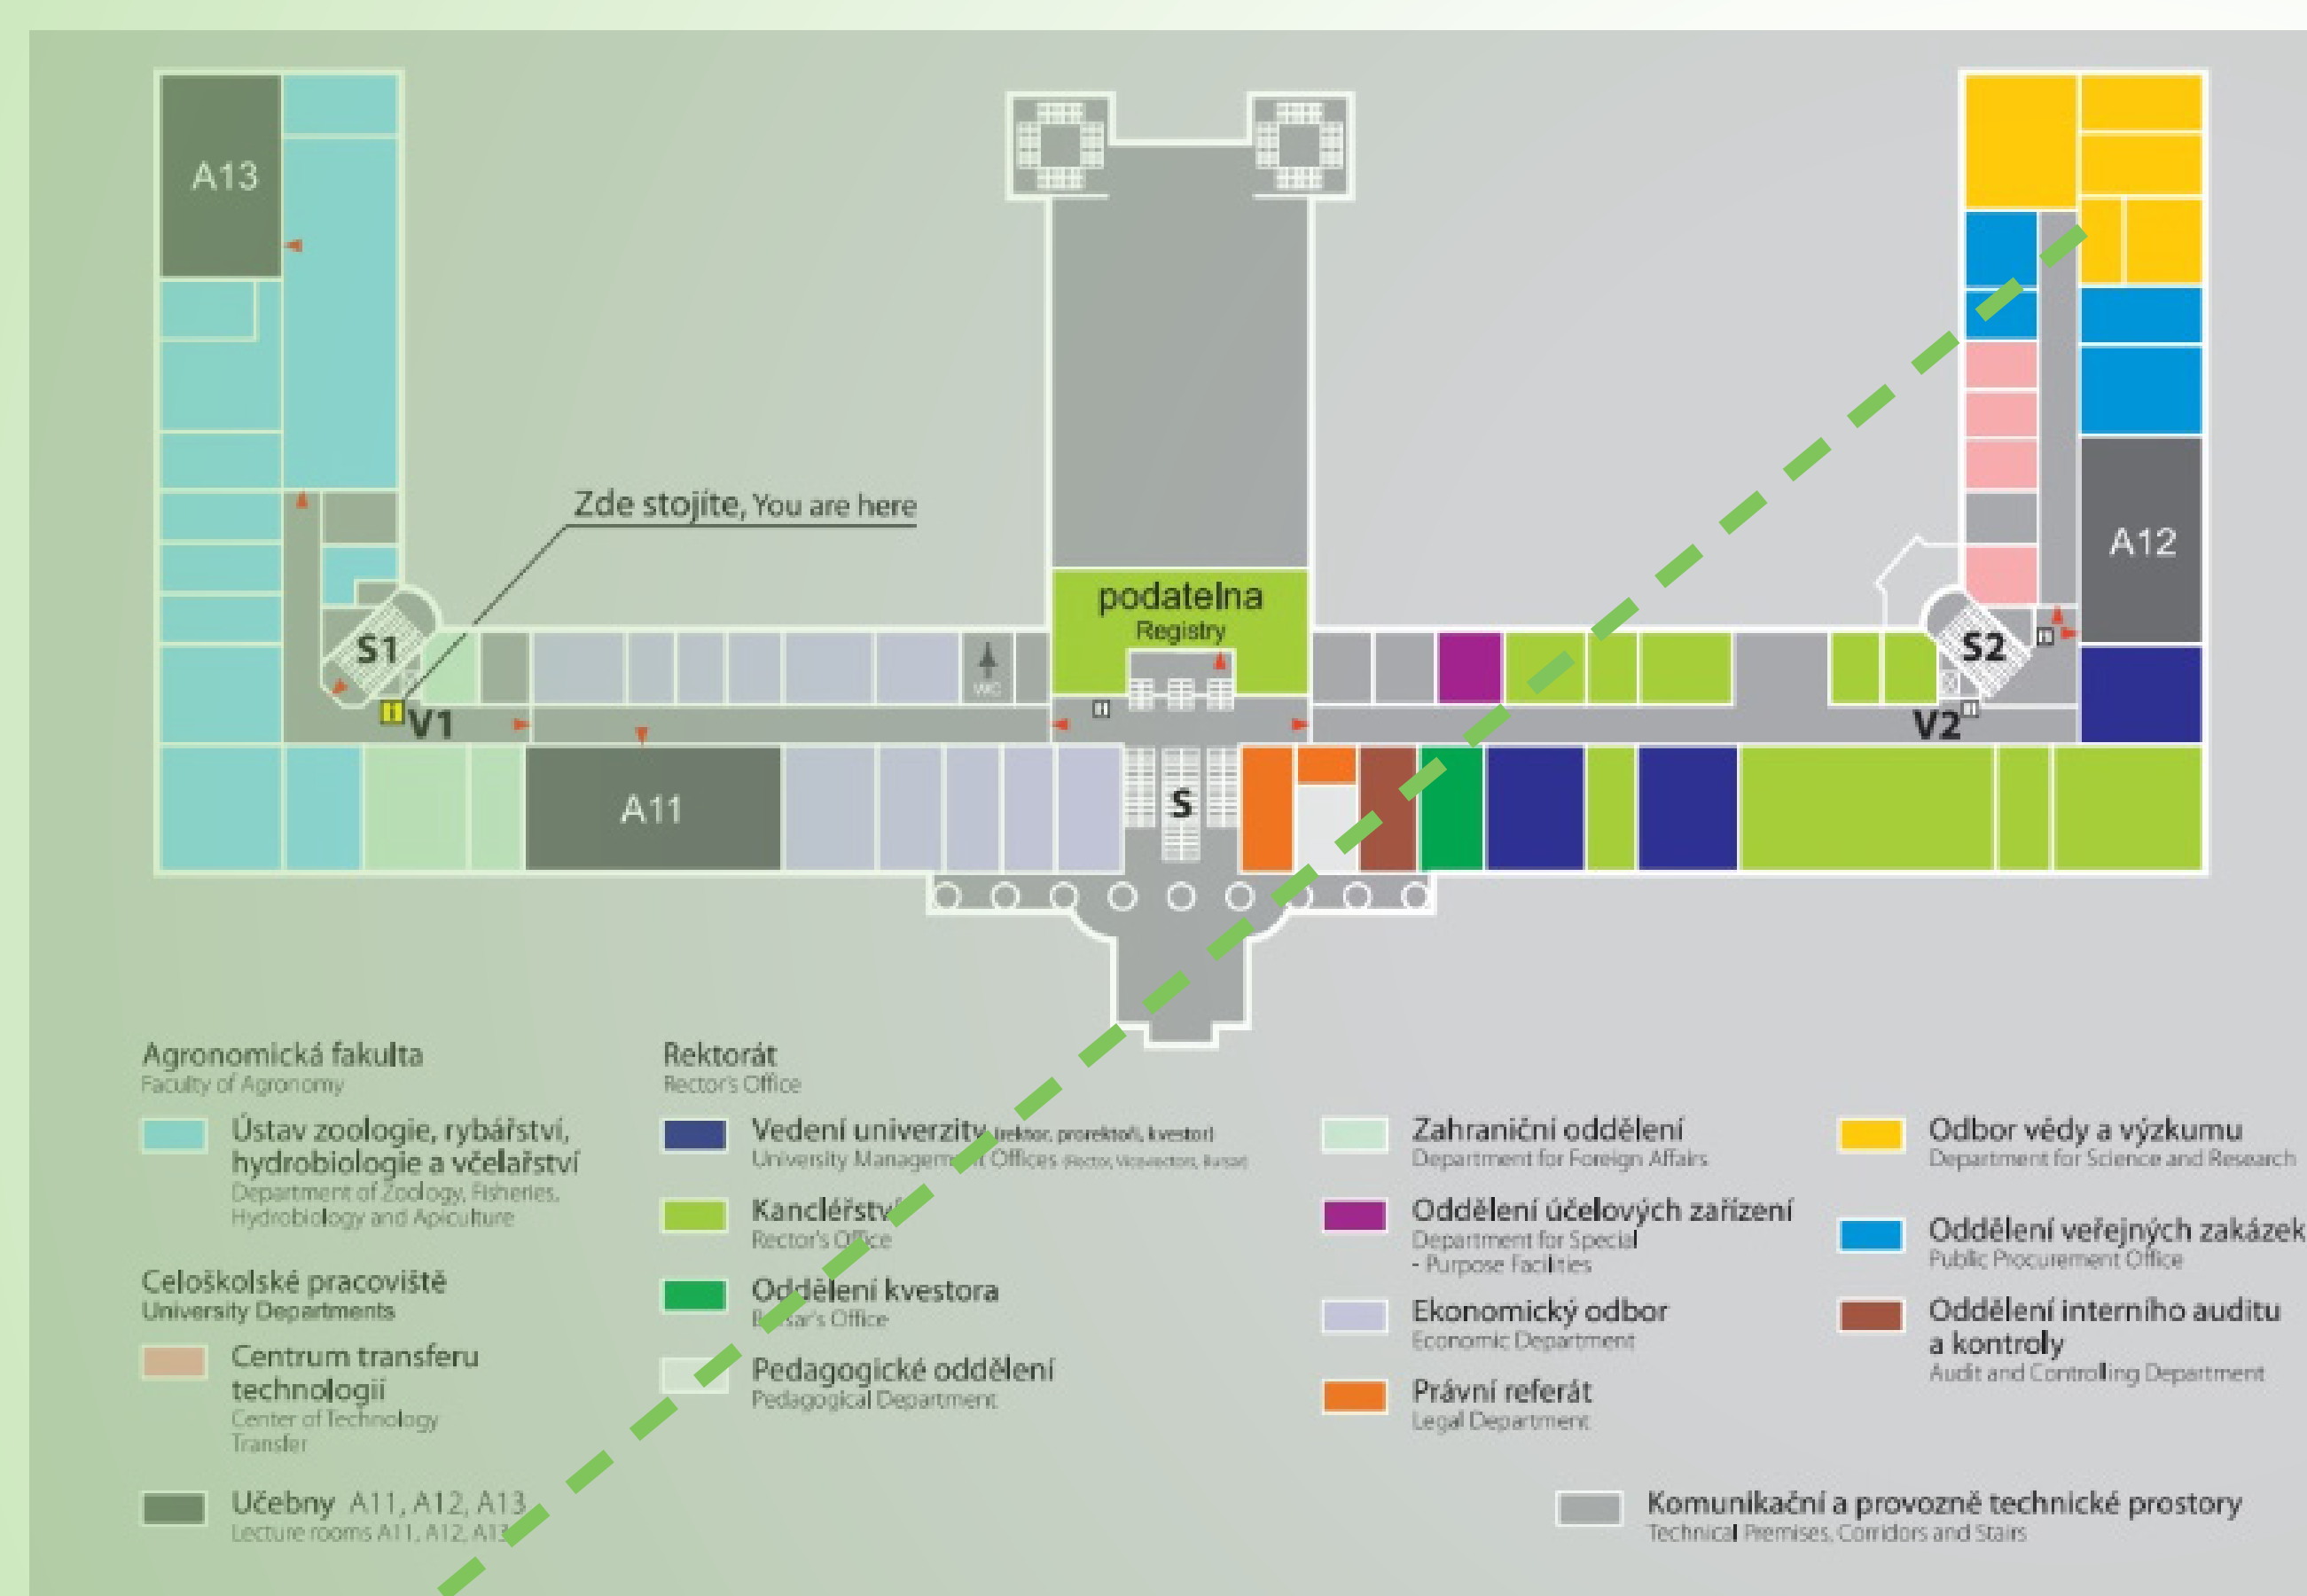 A13
Zde stojíte, You are here
podatelna
Registry
A12
S1
WC
S2
V1
V2
A11
S
Agronomická fakulta
Faculty of Agronomy
Ústav zoologie, rybářství,
hydrobiologie a včelařství
Department of Zoology, Fisheries,
Hydrobiology and Apiculture
Celoškolské pracoviště
University Departments
Centrum transferu
technologií
Center of Technology
Transfer
Učebny A11, A12, A13
Lecture rooms A11, A12, A13
Rektorát
Rector's Office
Vedení univerzity (rektor, prorektoři, kvestor)
University Management Offices (Rector, Vicerectors, Bursar)
Kancléřství
Rector's Office
Oddělení kvestora
Bursar's Office
Pedagogické oddělení
Pedagogical Department
Zahraniční oddělení
Department for Foreign Affairs
Oddělení účelových zařízení
Department for Special
- Purpose Facilities
Ekonomický odbor
Economic Department
Právní referát
Legal Department
Odbor vědy a výzkumu
Department for Science and Research
Oddělení veřejných zakázek
Public Procurement Office
Oddělení interního auditu
a kontroly
Audit and Controlling Department
Komunikační a provozně technické prostory
Technical Premises, Corridors and Stairs